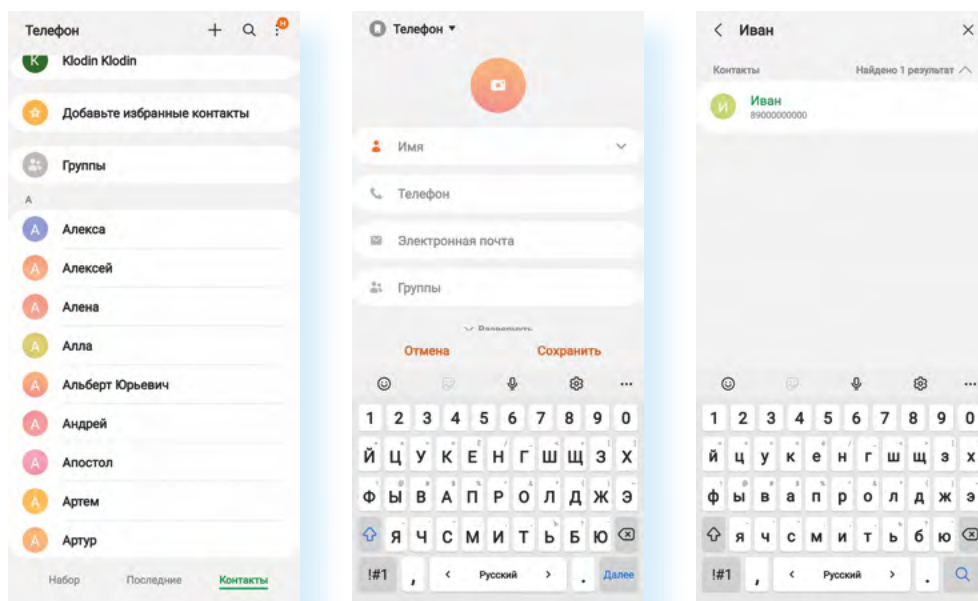 Телефон
Н
К
Klodin Klodin
Добавьте избранные контакты
Группы
А
А
Алекса
А
Алексей
А
Алена
А
Алла
А
Альберт Юрьевич
А
Андрей
А
Апостол
А
Артем
А
Артур
Набор Последние Контакты
Телефон
Имя
Телефон
Электронная почта
Группы
Развернуть
Отмена Сохранить
1 2 3 4 5 6 7 8 9 0
Й Ц У К Е Н Г Ш Щ З Х
Ф Ы В А П Р О Л Д Ж Э
Я Ч С М И Т Ь Б Ю
!#1 , < Русский > . Далее
Иван
Контакты Найдено 1 результат
И
Иван
89000000000
1 2 3 4 5 6 7 8 9 0
й ц у к е н г ш щ з х
ф ы в а п р о л д ж э
я ч с м и т ь б ю
!#1 , < Русский > .